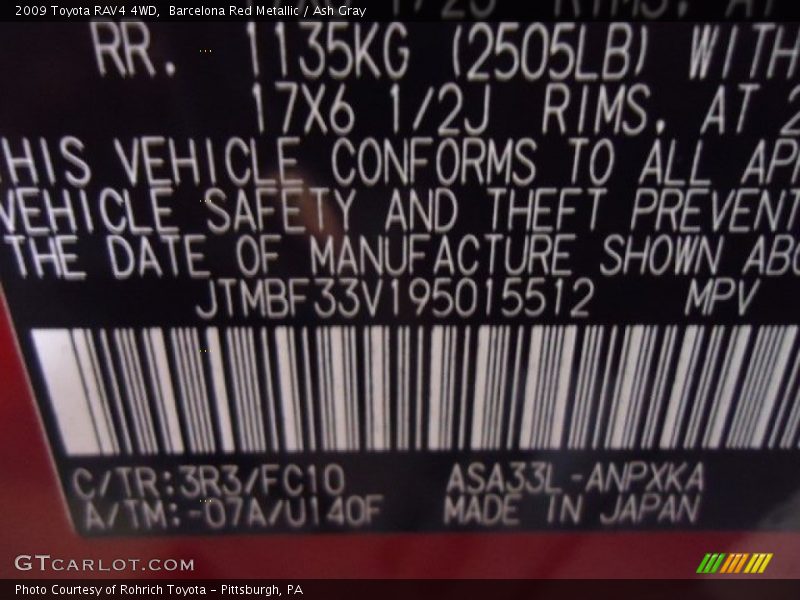 2009 Toyota RAV4 4WD, Barcelona Red Metallic / Ash Gray
RR. 1135KG (2505LB) WITH
17X6 1/2J RIMS, AT 2
HIS VEHICLE CONFORMS TO ALL AP
VEHICLE SAFETY AND THEFT PREVENT
THE DATE OF MANUFACTURE SHOWN ABO
JTMBF33V195015512 MPV
C/TR:3R3/FC10 ASA33L-ANPXKA
A/TM:-07A/U140F MADE IN JAPAN
GTCARLOT.COM
Photo Courtesy of Rohrich Toyota - Pittsburgh, PA